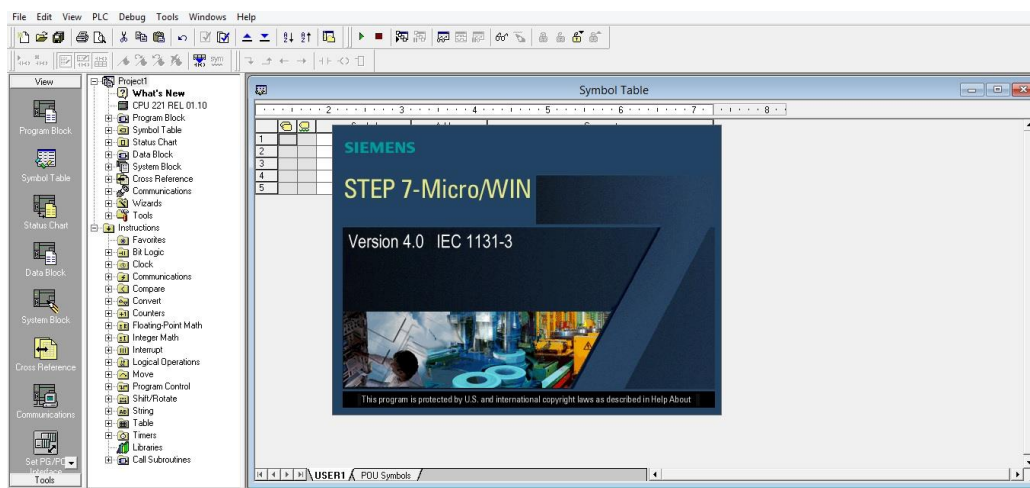 File Edit View PLC Debug Tools Windows Help
sym
View
Program Block
Symbol Table
Status Chart
Data Block
System Block
Cross Reference
Communications
Set PG/PC
Tools
Project1
What's New
CPU 221 REL 01.10
Program Block
Symbol Table
Status Chart
Data Block
System Block
Cross Reference
Communications
Wizards
Tools
Instructions
Favorites
Bit Logic
Clock
Communications
Compare
Convert
Counters
Floating-Point Math
Integer Math
Interrupt
Logical Operations
Move
Program Control
Shift/Rotate
String
Table
Timers
Libraries
Call Subroutines
Symbol Table
2 3 4 5 6 7 8
1
2
3
4
5
SIEMENS
STEP 7-Micro/WIN
Version 4.0 IEC 1131-3
This program is protected by U.S. and international copyright laws as described in Help About
USER1 POU Symbols